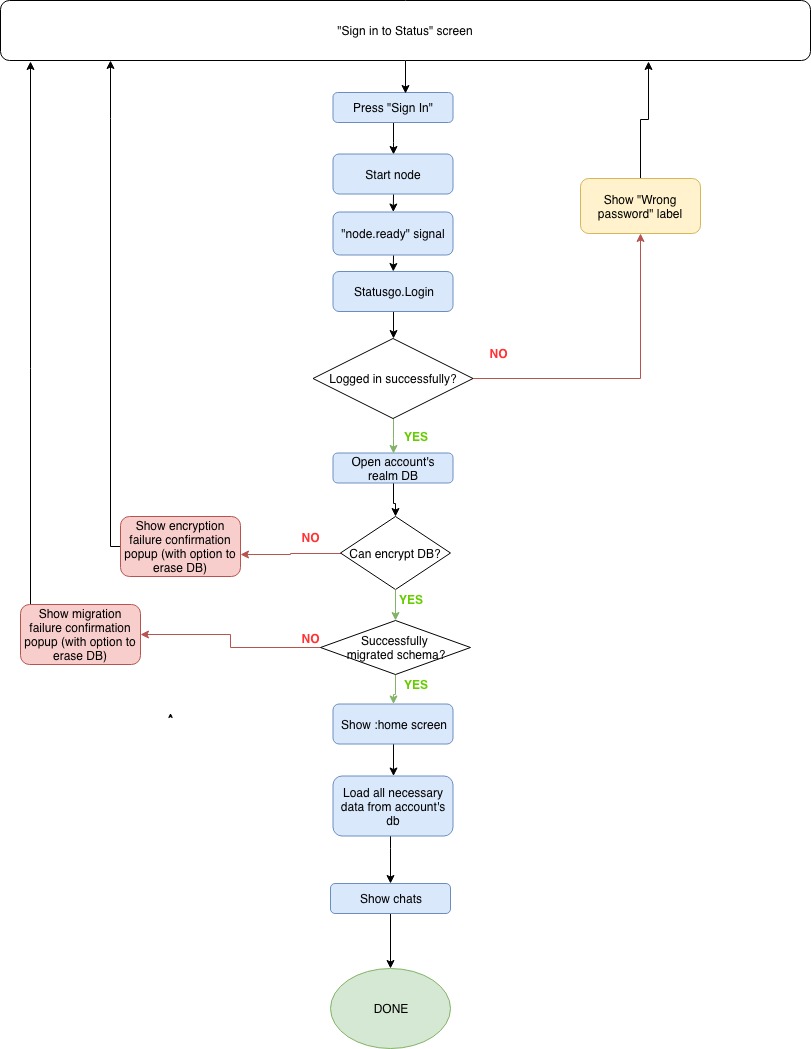 "Sign in to Status" screen
Press "Sign In"
Start node
Show "Wrong
password" label
"node.ready" signal
Statusgo.Login
NO
Logged in successfully?
YES
Open account's
realm DB
Show encryption
failure confirmation
popup (with option to
erase DB)
NO
Can encrypt DB?
YES
Show migration
failure confirmation
popup (with option to
erase DB)
NO
Successfully
migrated schema?
YES
Show :home screen
Load all necessary
data from account's
db
Show chats
DONE